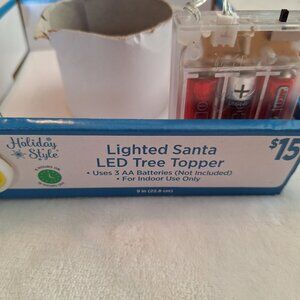 Holiday
Style
Lighted Santa
LED Tree Topper
• Uses 3 AA Batteries (Not Included)
• For Indoor Use Only
9 in (22.8 cm)
$15